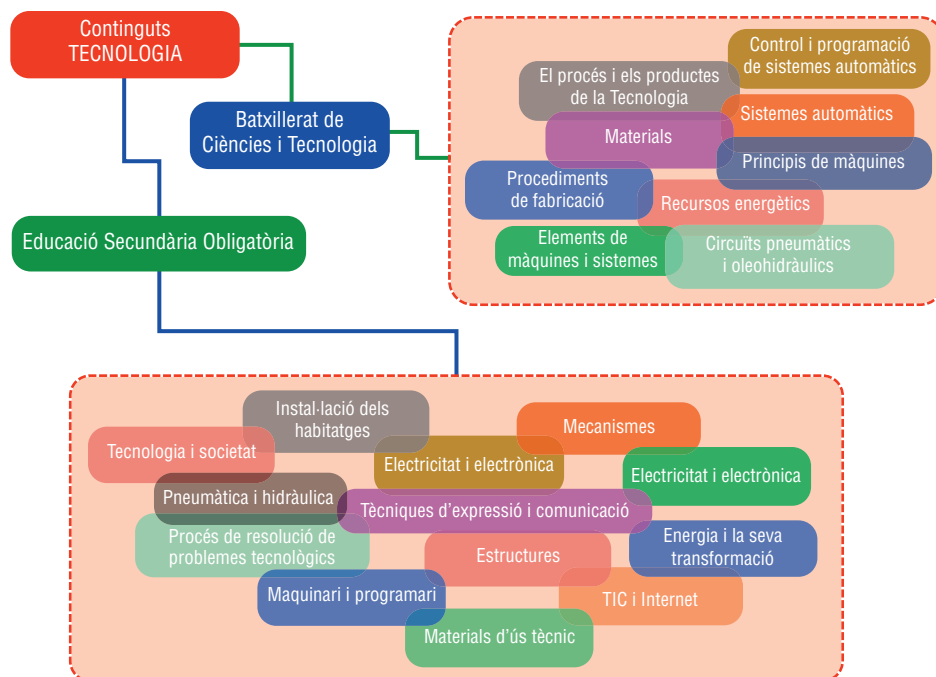 Continguts
TECNOLOGIA
Batxillerat de
Ciències i Tecnologia
Educació Secundària Obligatòria
Control i programació
de sistemes automàtics
El procés i els productes
de la Tecnologia
Sistemes automàtics
Materials
Principis de màquines
Procediments
de fabricació
Recursos energètics
Elements de
màquines i sistemes
Circuïts pneumàtics
i oleohidràulics
Instal·lació dels
habitatges
Mecanismes
Tecnologia i societat
Electricitat i electrònica
Electricitat i electrònica
Pneumàtica i hidràulica
Tècniques d'expressió i comunicació
Procés de resolució de
problemes tecnològics
Estructures
Energia i la seva
transformació
Maquinari i programari
TIC i Internet
Materials d'ús tècnic